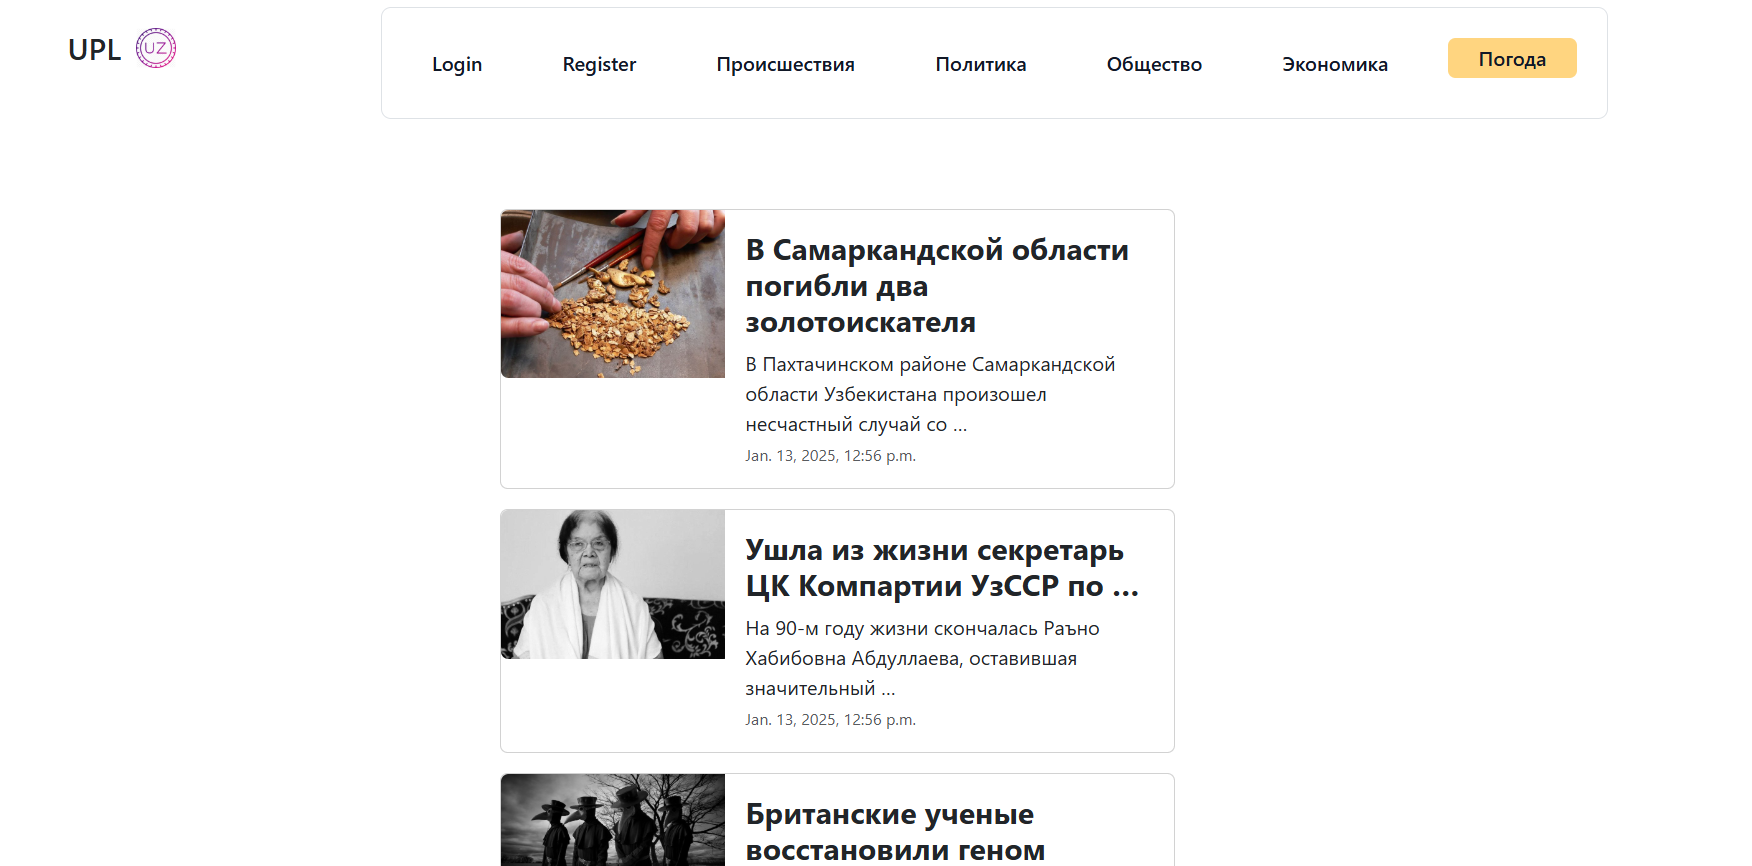 UPL UZ
Login Register Происшествия Политика Общество Экономика Погода
В Самаркандской области
погибли два
золотоискателя
В Пахтачинском районе Самаркандской
области Узбекистана произошел
несчастный случай со ...
Jan. 13, 2025, 12:56 p.m.
Ушла из жизни секретарь
ЦК Компартии УзССР по ...
На 90-м году жизни скончалась Раъно
Хабибовна Абдуллаева, оставившая
значительный ...
Jan. 13, 2025, 12:56 p.m.
Британские ученые
восстановили геном